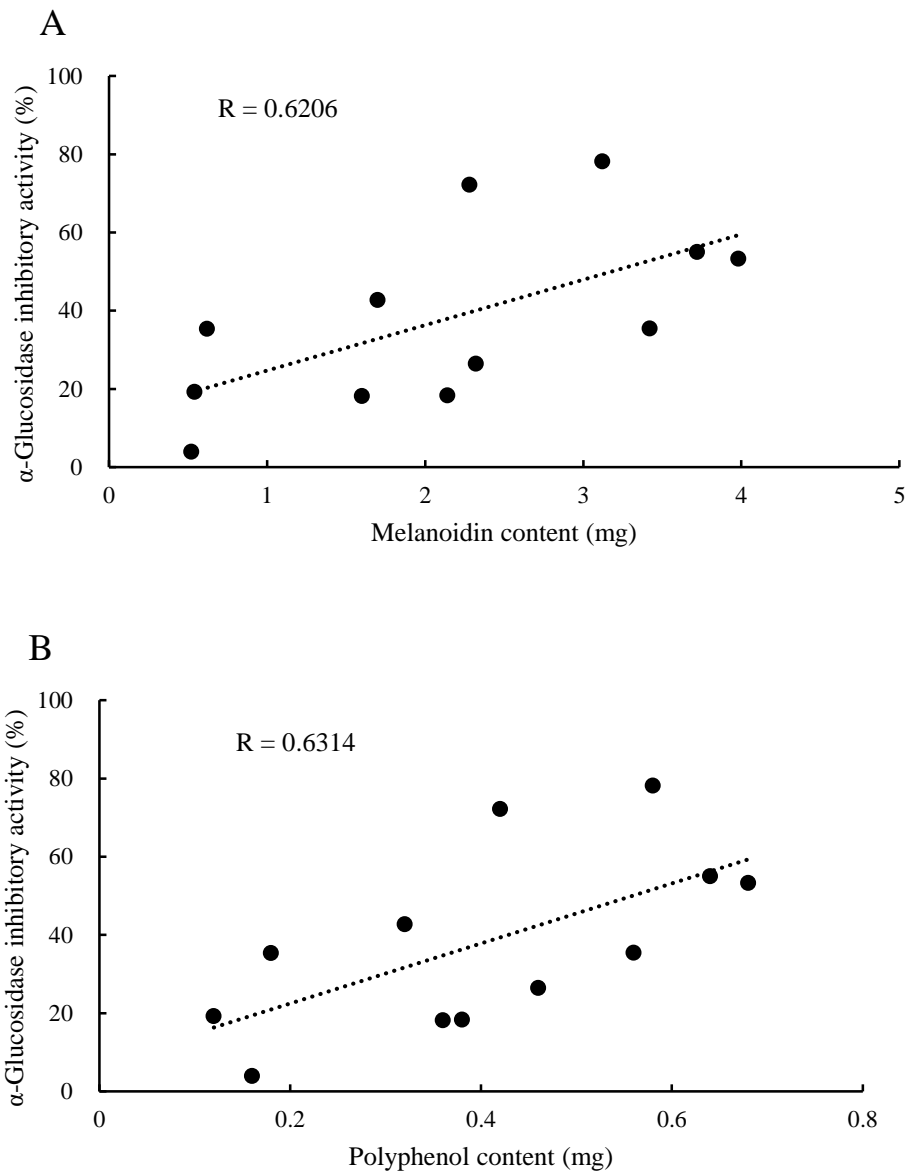 A
α-Glucosidase inhibitory activity (%)
100
80
60
40
20
0
R = 0.6206
0 1 2 3 4 5
Melanoidin content (mg)
B
α-Glucosidase inhibitory activity (%)
100
80
60
40
20
0
R = 0.6314
0 0.2 0.4 0.6 0.8
Polyphenol content (mg)